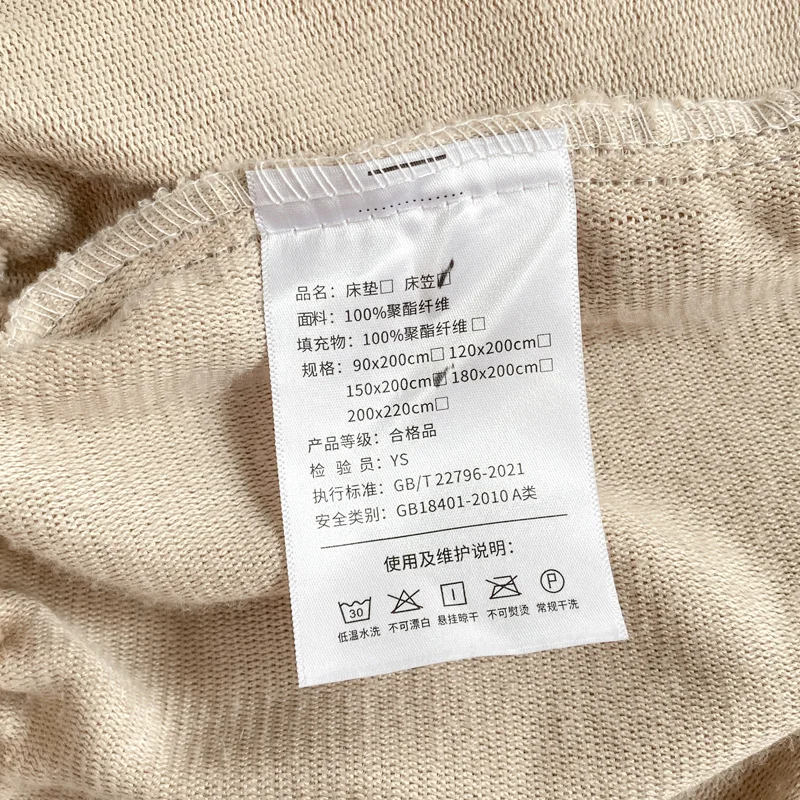 品名：床垫□ 床笠☑
面料：100%聚酯纤维
填充物：100%聚酯纤维□
规格：90x200cm□ 120x200cm□
150x200cm☑ 180x200cm□
200x220cm□
产品等级：合格品
检 验 员：YS
执行标准：GB/T 22796-2021
安全类别：GB18401-2010 A类
使用及维护说明：
30 P
低温水洗 不可漂白 悬挂晾干 不可熨烫 常规干洗